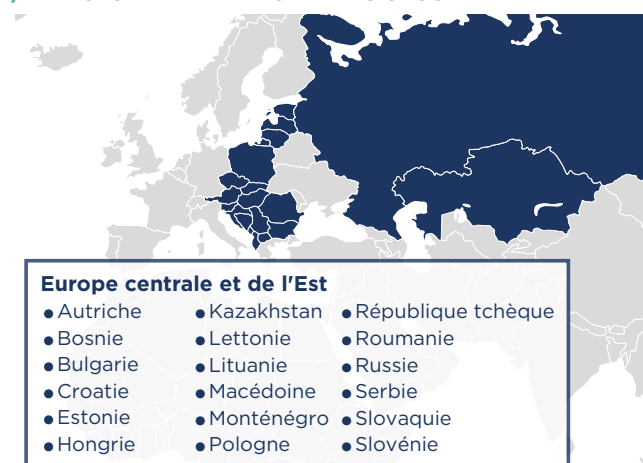 Europe centrale et de l'Est
• Autriche
• Bosnie
• Bulgarie
• Croatie
• Estonie
• Hongrie
• Kazakhstan
• Lettonie
• Lituanie
• Macédoine
• Monténégro
• Pologne
• République tchèque
• Roumanie
• Russie
• Serbie
• Slovaquie
• Slovénie